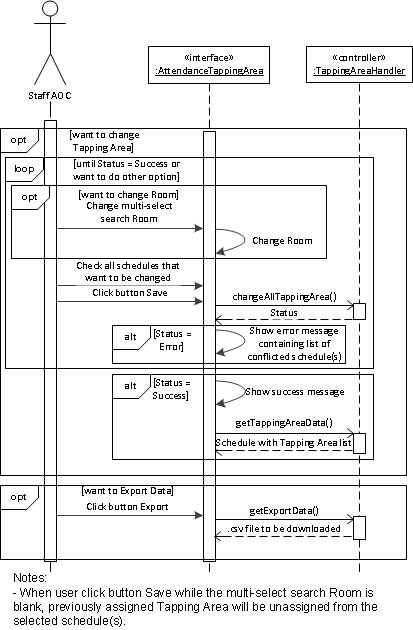 «interface»
:AttendanceTappingArea
«controller»
:TappingAreaHandler
Staff AOC
opt
[want to change
Tapping Area]
loop
[until Status = Success or
want to do other option]
opt
[want to change Room]
Change multi-select
search Room
Change Room
Check all schedules that
want to be changed
Click button Save
changeAllTappingArea()
Status
alt
[Status =
Error]
Show error message
containing list of
conflicted schedule(s)
alt
[Status =
Success]
Show success message
getTappingAreaData()
Schedule with Tapping Area list
opt
[want to Export Data]
Click button Export
getExportData()
.csv file to be downloaded
Notes:
- When user click button Save while the multi-select search Room is
blank, previously assigned Tapping Area will be unassigned from the
selected schedule(s).